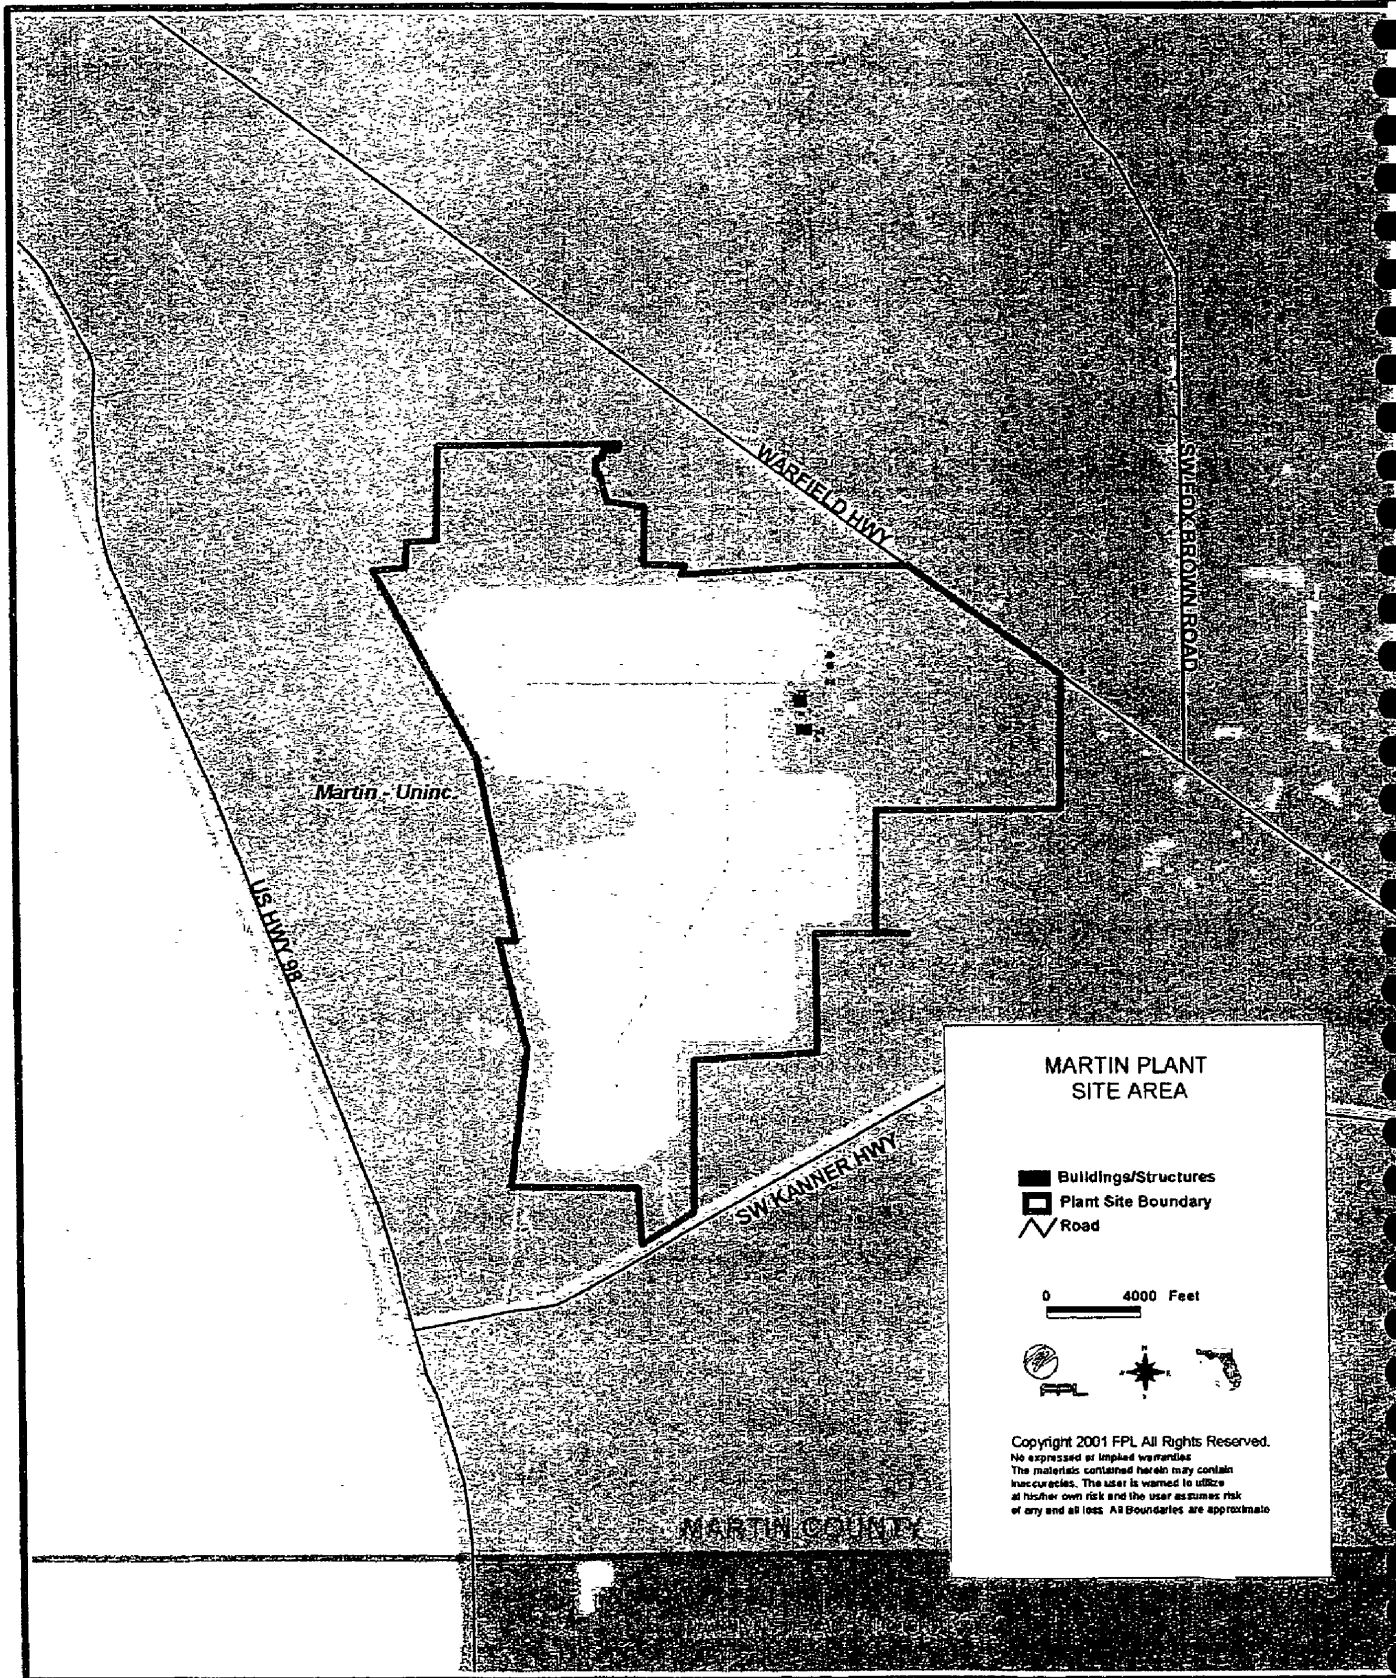 WARFIELD HWY
SW FOX BROWN ROAD
Martin - Uninc.
US HWY 98
SW KANNER HWY
MARTIN COUNTY
MARTIN PLANT
SITE AREA
Buildings/Structures
Plant Site Boundary
Road
0 4000 Feet
N
FPL
Copyright 2001 FPL All Rights Reserved.
No expressed or implied warranties
The materials contained herein may contain
inaccuracies. The user is warned to utilize
at his/her own risk and the user assumes risk
of any and all loss. All Boundaries are approximate